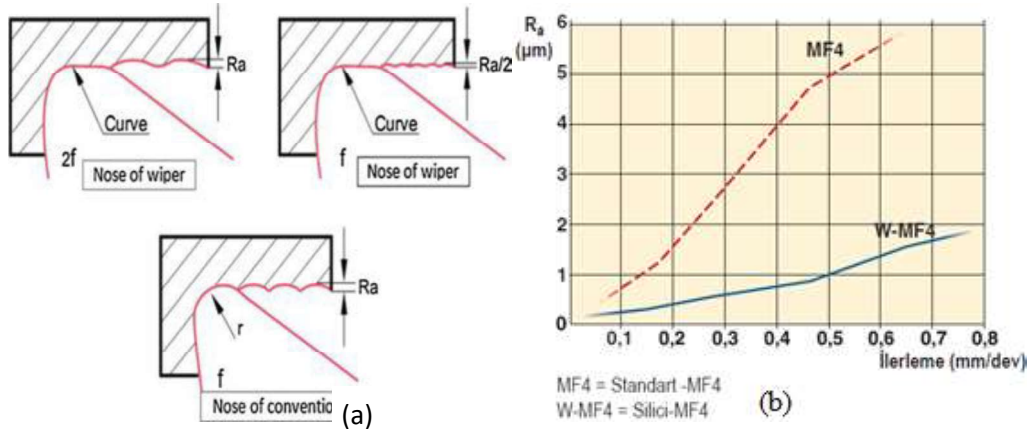 Ra
Curve
2f
Nose of wiper
Ra/2
Curve
f
Nose of wiper
Ra
r
f
Nose of conventio
(a)
Ra
(µm)
6
5
4
3
2
1
0
MF4
W-MF4
0,1 0,2 0,3 0,4 0,5 0,6 0,7 0,8
İlerleme (mm/dev)
MF4 = Standart -MF4
W-MF4 = Silici-MF4
(b)